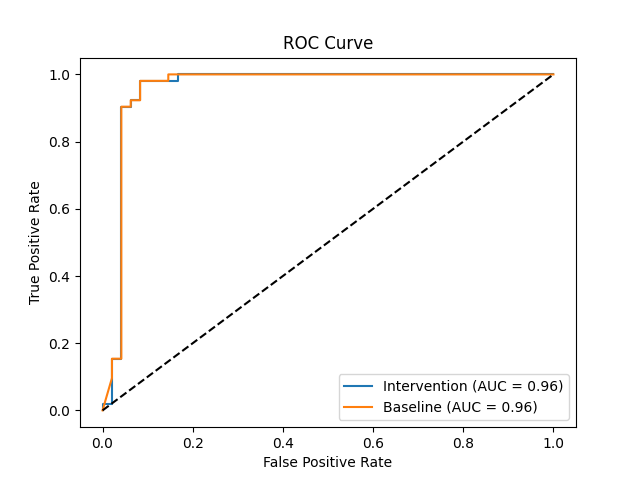 ROC Curve
True Positive Rate
1.0
0.8
0.6
0.4
0.2
0.0
Intervention (AUC = 0.96)
Baseline (AUC = 0.96)
0.0 0.2 0.4 0.6 0.8 1.0
False Positive Rate